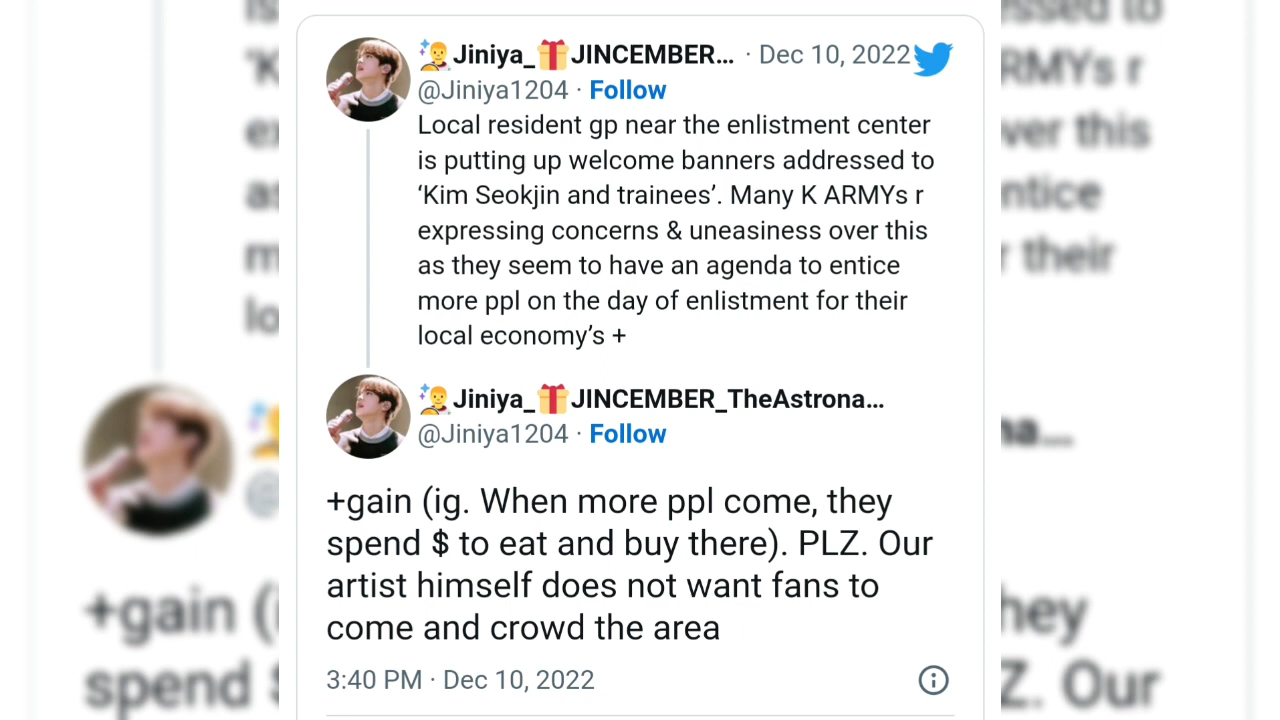 Jiniya_🎁JINCEMBER... · Dec 10, 2022
@Jiniya1204 · Follow
Local resident gp near the enlistment center
is putting up welcome banners addressed to
‘Kim Seokjin and trainees’. Many K ARMYs r
expressing concerns & uneasiness over this
as they seem to have an agenda to entice
more ppl on the day of enlistment for their
local economy’s +
Jiniya_🎁JINCEMBER_TheAstrona...
@Jiniya1204 · Follow
+gain (ig. When more ppl come, they
spend $ to eat and buy there). PLZ. Our
artist himself does not want fans to
come and crowd the area
3:40 PM · Dec 10, 2022